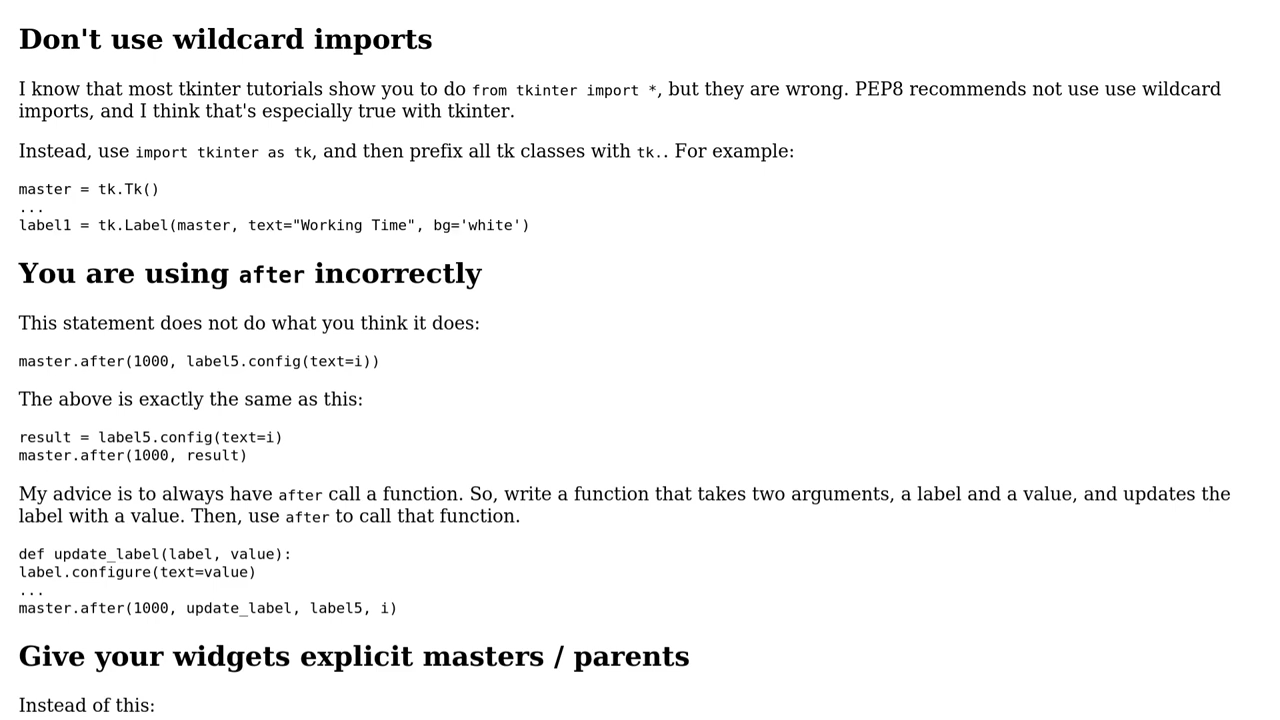 Don't use wildcard imports
I know that most tkinter tutorials show you to do from tkinter import *, but they are wrong. PEP8 recommends not use use wildcard
imports, and I think that's especially true with tkinter.
Instead, use import tkinter as tk, and then prefix all tk classes with tk.. For example:
master = tk.Tk()
...
label1 = tk.Label(master, text="Working Time", bg='white')
You are using after incorrectly
This statement does not do what you think it does:
master.after(1000, label5.config(text=i))
The above is exactly the same as this:
result = label5.config(text=i)
master.after(1000, result)
My advice is to always have after call a function. So, write a function that takes two arguments, a label and a value, and updates the
label with a value. Then, use after to call that function.
def update_label(label, value):
label.configure(text=value)
...
master.after(1000, update_label, label5, i)
Give your widgets explicit masters / parents
Instead of this: